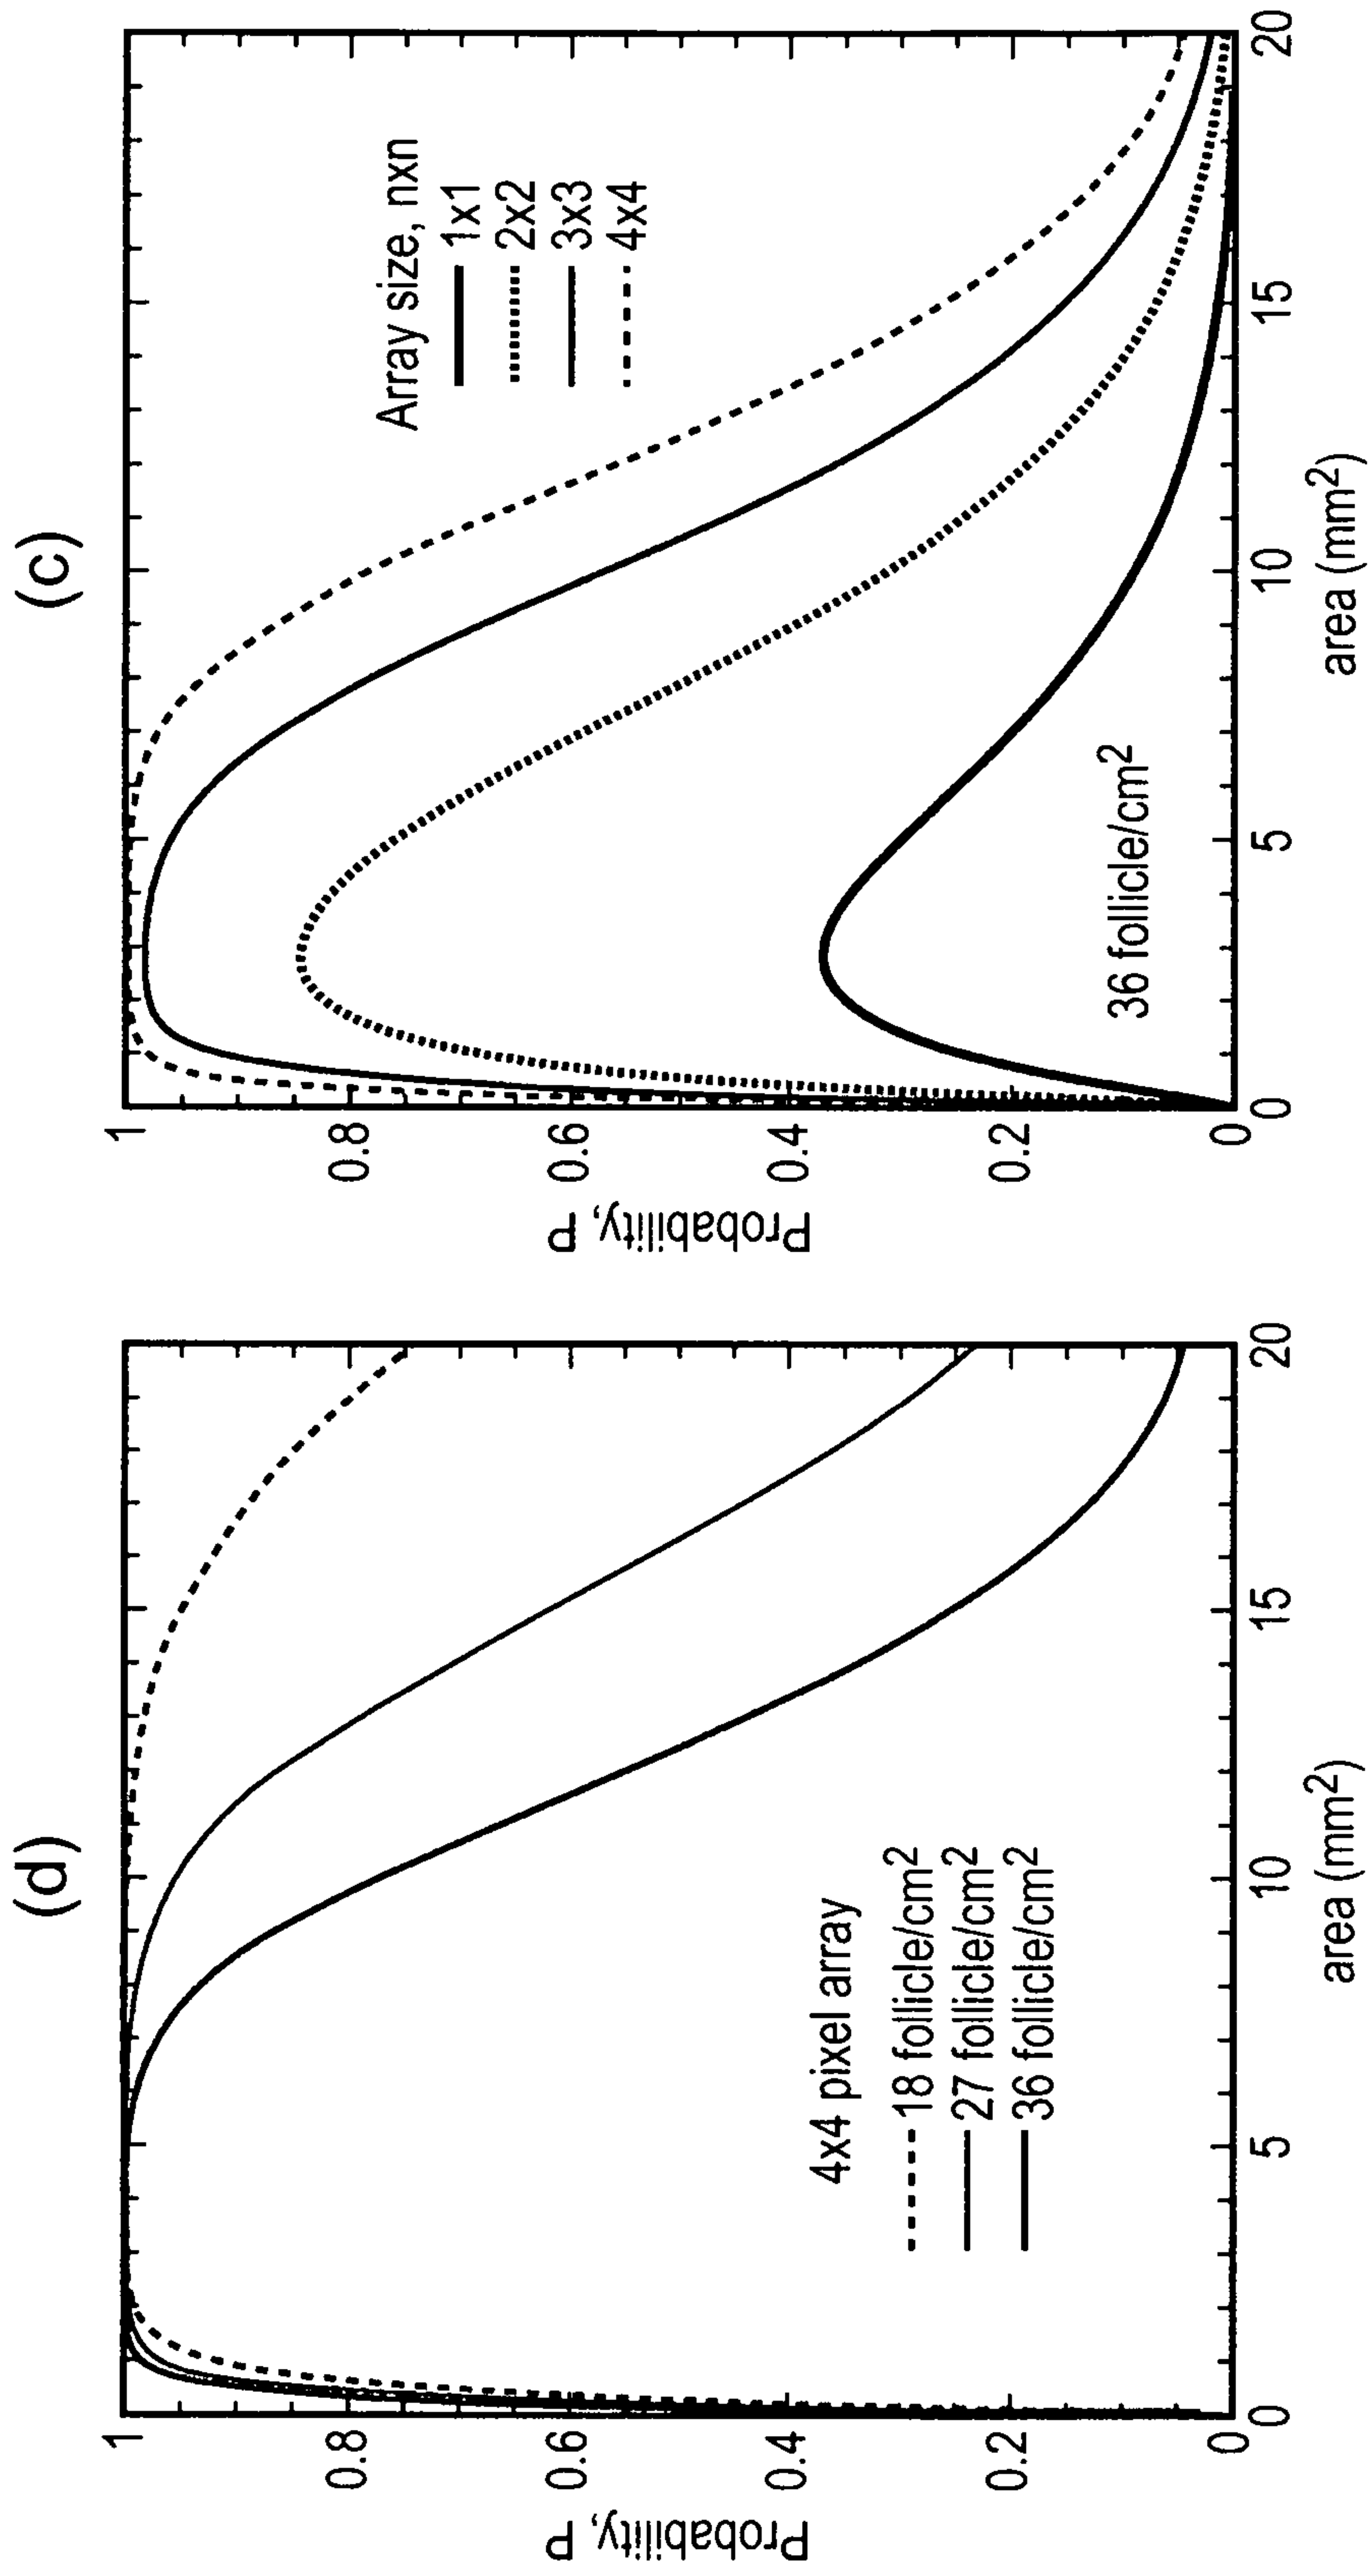 (c)
Probability, P
1
0.8
0.6
0.4
0.2
0
Array size, nxn
1x1
2x2
3x3
4x4
36 follicle/cm2
0
5
10
15
20
area (mm2)
(d)
Probability, P
1
0.8
0.6
0.4
0.2
0
4x4 pixel array
18 follicle/cm2
27 follicle/cm2
36 follicle/cm2
0
5
10
15
20
area (mm2)